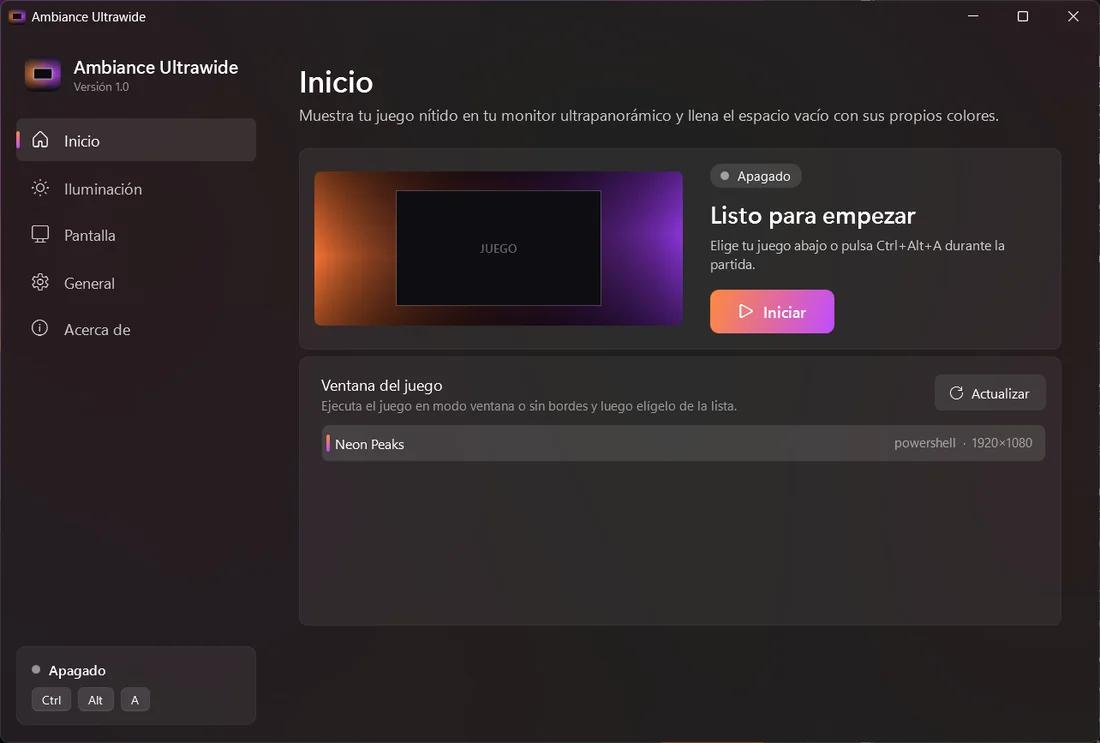 Ambiance Ultrawide
Ambiance Ultrawide
Versión 1.0
Inicio
Iluminación
Pantalla
General
Acerca de
Apagado
Ctrl Alt A
Inicio
Muestra tu juego nítido en tu monitor ultrapanorámico y llena el espacio vacío con sus propios colores.
JUEGO
Apagado
Listo para empezar
Elige tu juego abajo o pulsa Ctrl+Alt+A durante la
partida.
Iniciar
Ventana del juego
Ejecuta el juego en modo ventana o sin bordes y luego elígelo de la lista.
Actualizar
Neon Peaks
powershell · 1920×1080